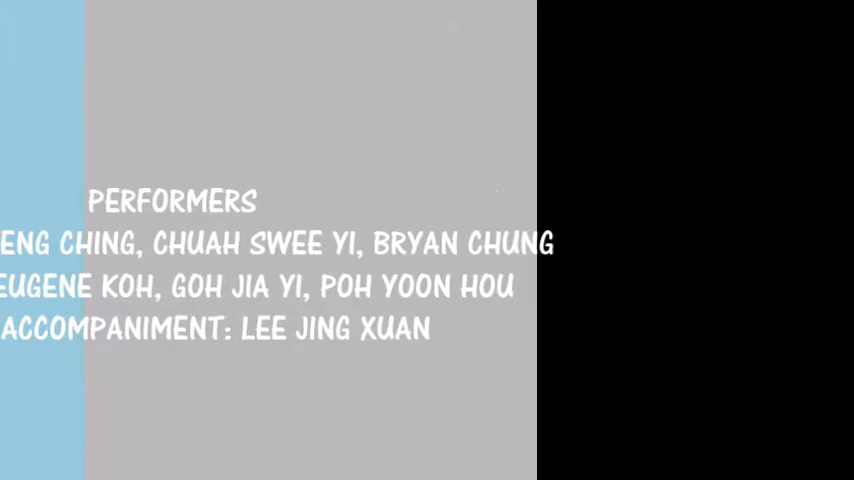 PERFORMERS
CHING, CHUAH SWEE YI, BRYAN CHUNG
EUGENE KOH, GOH JIA YI, POH YOON HOU
ACCOMPANIMENT: LEE JING XUAN